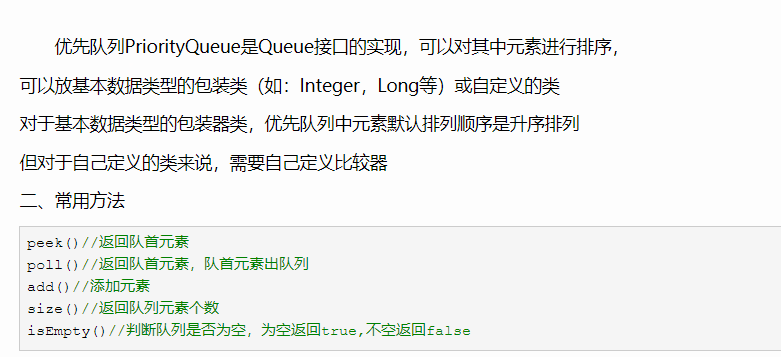 优先队列PriorityQueue是Queue接口的实现，可以对其中元素进行排序，
可以放基本数据类型的包装类（如：Integer，Long等）或自定义的类
对于基本数据类型的包装器类，优先队列中元素默认排列顺序是升序排列
但对于自己定义的类来说，需要自己定义比较器
二、常用方法
peek()//返回队首元素
poll()//返回队首元素，队首元素出队列
add()//添加元素
size()//返回队列元素个数
isEmpty()//判断队列是否为空，为空返回true,不空返回false